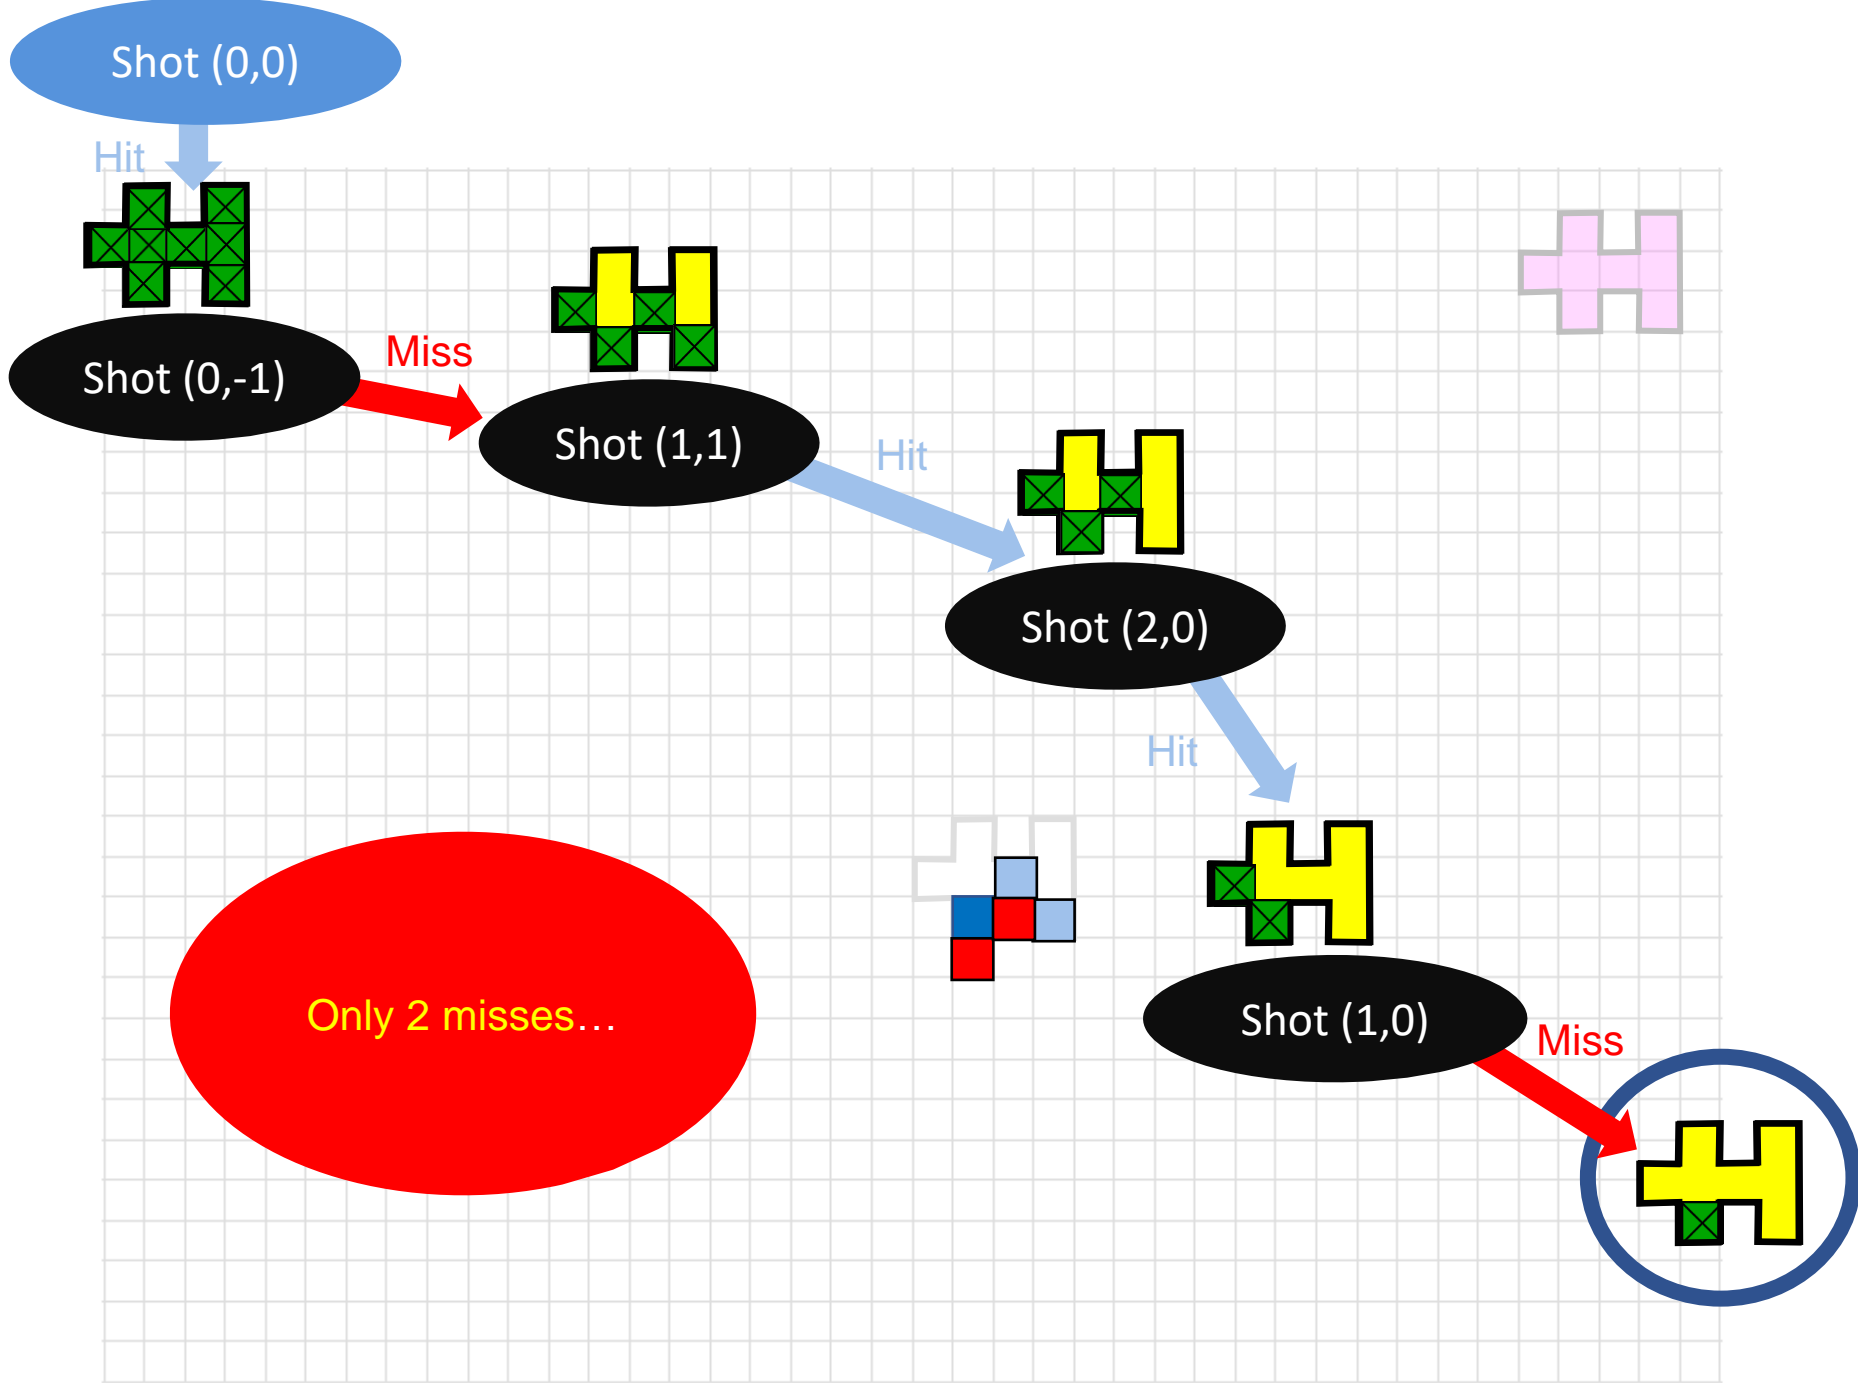 Shot (0,0)
Hit
Shot (0,-1)
Miss
Shot (1,1)
Hit
Shot (2,0)
Hit
Shot (1,0)
Miss
Only 2 misses…